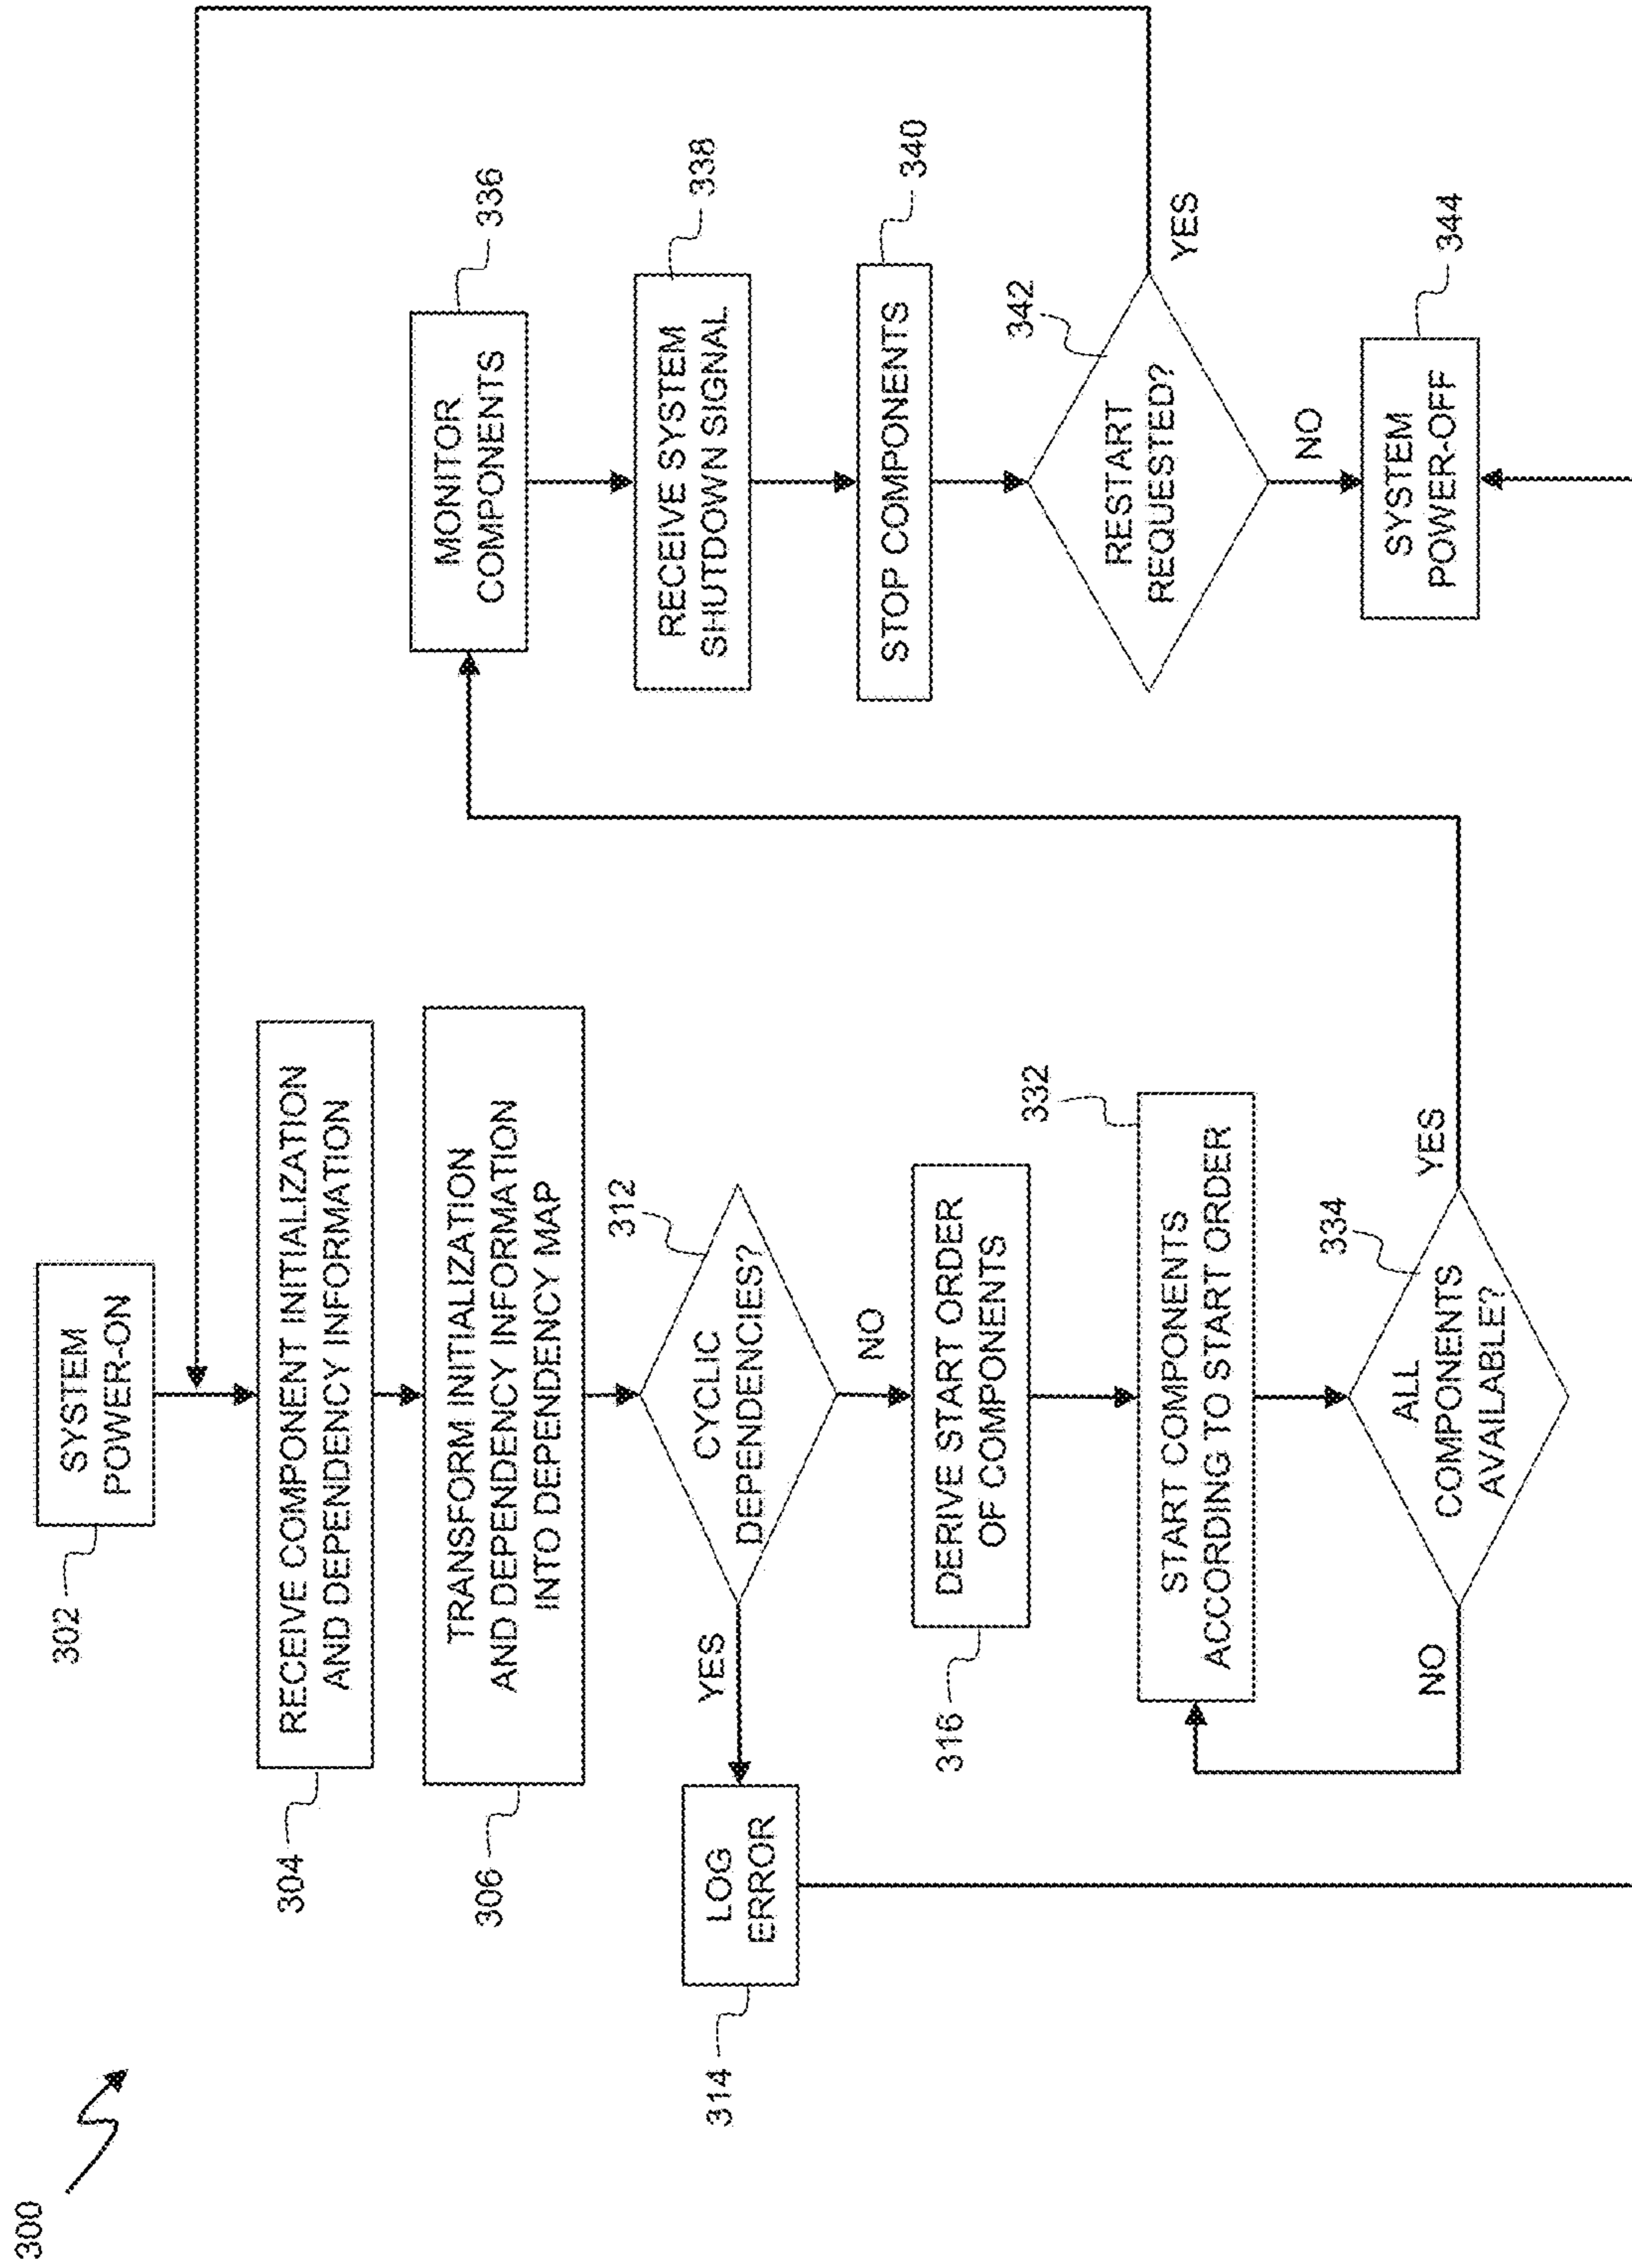 300
302
SYSTEM
POWER-ON
304
RECEIVE COMPONENT INITIALIZATION
AND DEPENDENCY INFORMATION
306
TRANSFORM INITIALIZATION
AND DEPENDENCY INFORMATION
INTO DEPENDENCY MAP
312
CYCLIC
DEPENDENCIES?
YES
NO
314
LOG
ERROR
316
DERIVE START ORDER
OF COMPONENTS
332
START COMPONENTS
ACCORDING TO START ORDER
334
ALL
COMPONENTS
AVAILABLE?
NO
YES
336
MONITOR
COMPONENTS
338
RECEIVE SYSTEM
SHUTDOWN SIGNAL
340
STOP COMPONENTS
342
RESTART
REQUESTED?
YES
NO
344
SYSTEM
POWER-OFF